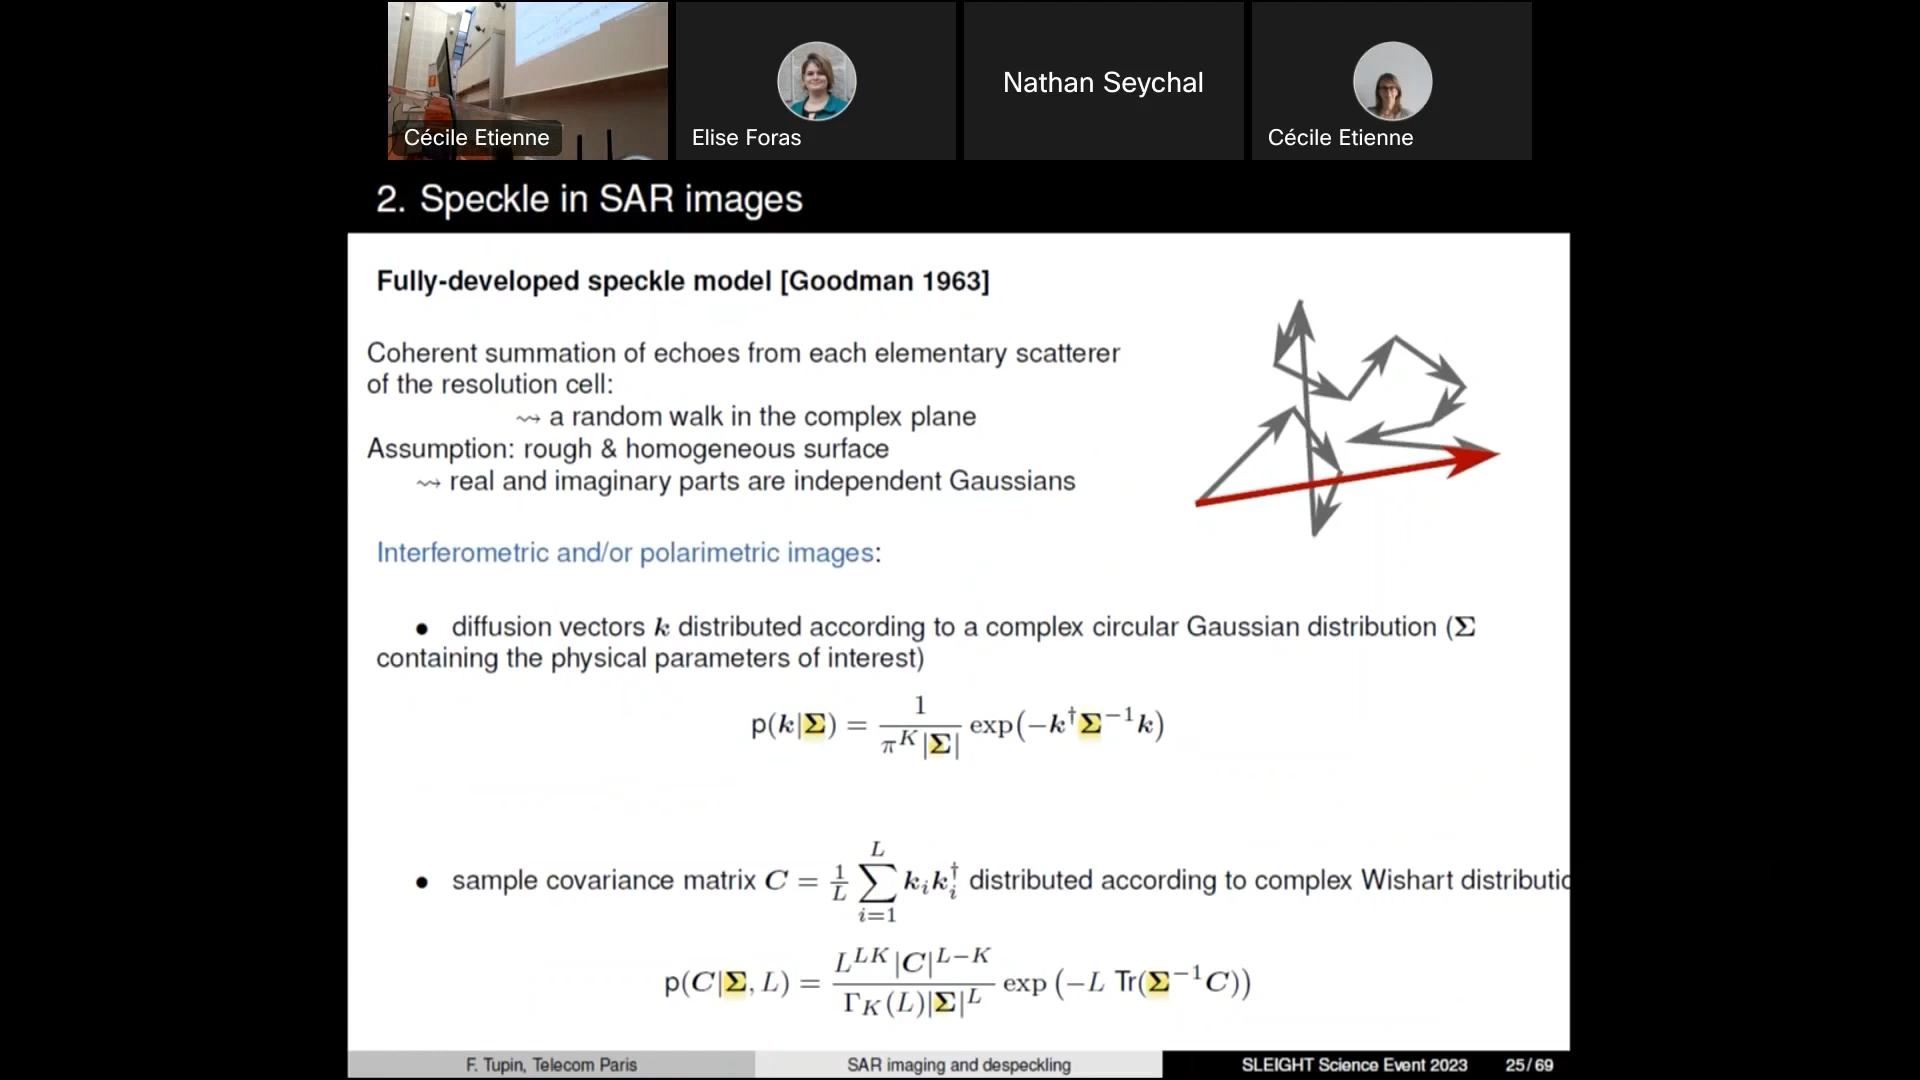 Cécile Etienne
Elise Foras
Nathan Seychal
Cécile Etienne
2. Speckle in SAR images
Fully-developed speckle model [Goodman 1963]
Coherent summation of echoes from each elementary scatterer
of the resolution cell:
⇝ a random walk in the complex plane
Assumption: rough & homogeneous surface
⇝ real and imaginary parts are independent Gaussians
Interferometric and/or polarimetric images:
• diffusion vectors k distributed according to a complex circular Gaussian distribution (Σ
containing the physical parameters of interest)
p(k|Σ) = 1 / (π^K |Σ|) exp(−k†Σ⁻¹k)
• sample covariance matrix C = 1/L ∑_{i=1}^{L} k_i k_i† distributed according to complex Wishart distributio
p(C|Σ, L) = L^{LK} |C|^{L−K} / (Γ_K(L)|Σ|^L) exp (−L Tr(Σ⁻¹C))
F. Tupin, Telecom Paris
SAR imaging and despeckling
SLEIGHT Science Event 2023
25/69